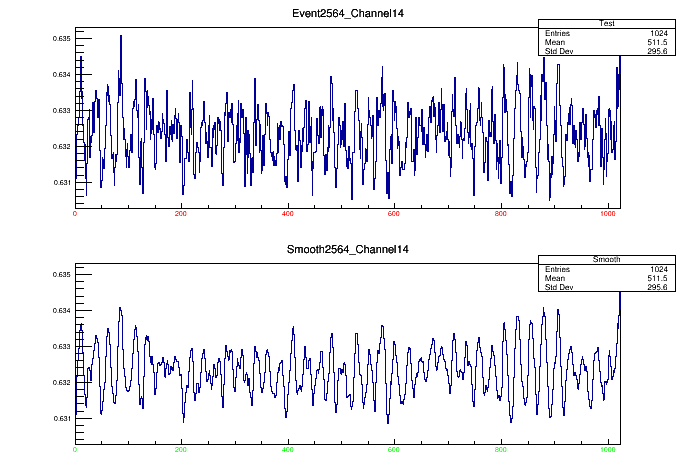 Event2564_Channel14
Test
Entries 1024
Mean 511.5
Std Dev 295.6
0.635
0.634
0.633
0.632
0.631
0 200 400 600 800 1000
Smooth2564_Channel14
Smooth
Entries 1024
Mean 511.5
Std Dev 295.6
0.635
0.634
0.633
0.632
0.631
0 200 400 600 800 1000